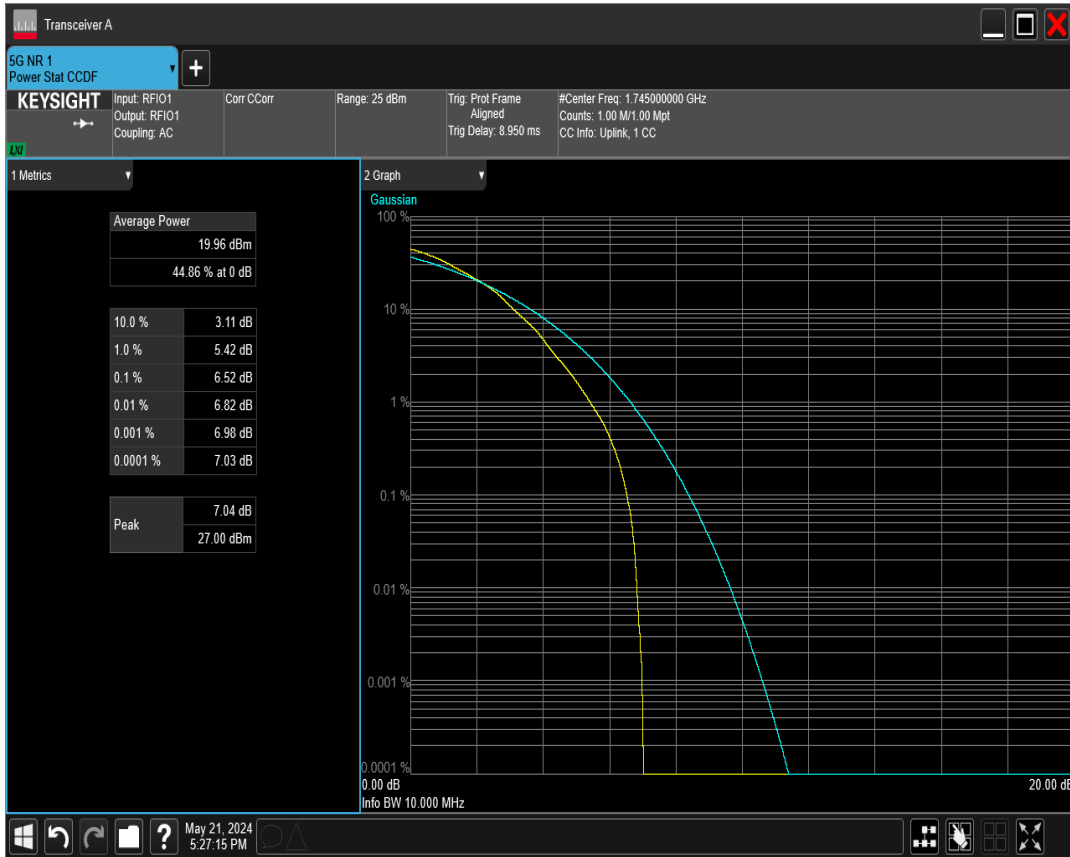 Transceiver A
5G NR 1
Power Stat CCDF
+
KEYSIGHT
LXI
Input: RFIO1
Output: RFIO1
Coupling: AC
Corr CCorr
Range: 25 dBm
Trig: Prot Frame
Aligned
Trig Delay: 8.950 ms
#Center Freq: 1.745000000 GHz
Counts: 1.00 M/1.00 Mpt
CC Info: Uplink, 1 CC
1 Metrics
Average Power
19.96 dBm
44.86 % at 0 dB
10.0 % 3.11 dB
1.0 % 5.42 dB
0.1 % 6.52 dB
0.01 % 6.82 dB
0.001 % 6.98 dB
0.0001 % 7.03 dB
Peak
7.04 dB
27.00 dBm
2 Graph
Gaussian
100 %
10 %
1 %
0.1 %
0.01 %
0.001 %
0.0001 %
0.00 dB
20.00 dB
Info BW 10.000 MHz
?
May 21, 2024
5:27:15 PM